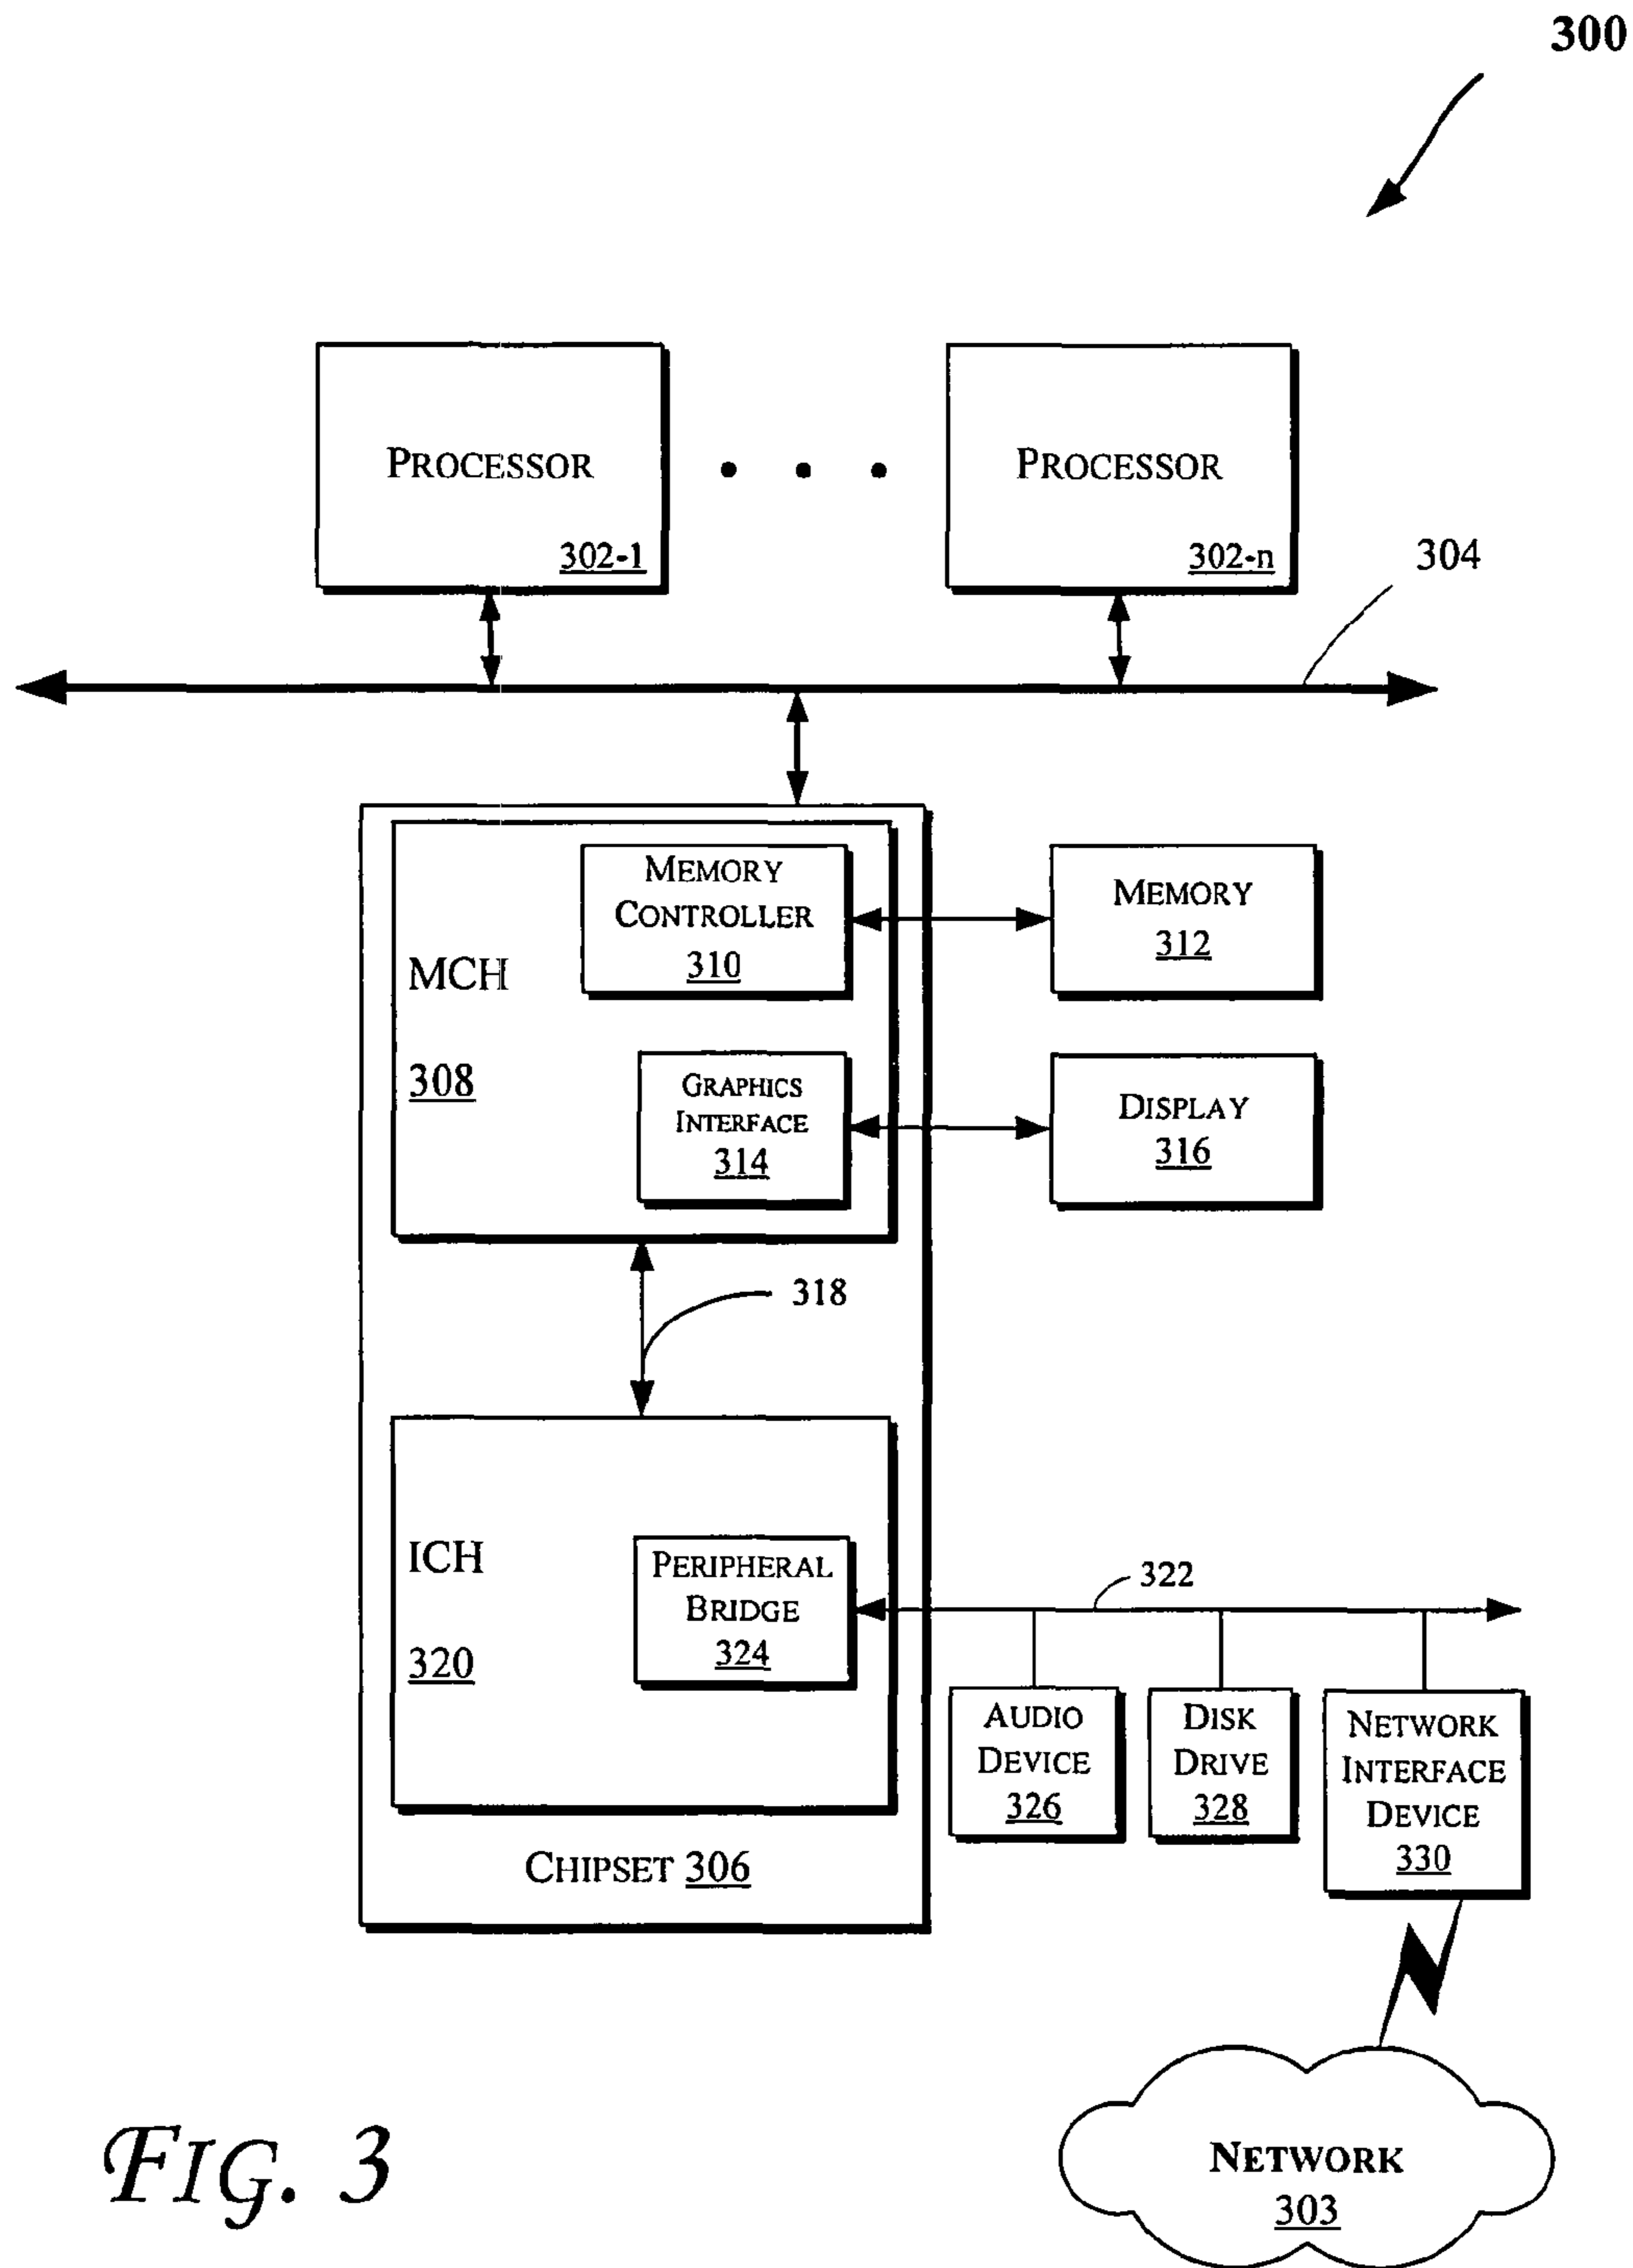 300
PROCESSOR
302-1
PROCESSOR
302-n
304
MEMORY
CONTROLLER
310
MEMORY
312
MCH
308
GRAPHICS
INTERFACE
314
DISPLAY
316
318
ICH
320
PERIPHERAL
BRIDGE
324
322
AUDIO
DEVICE
326
DISK
DRIVE
328
NETWORK
INTERFACE
DEVICE
330
CHIPSET 306
NETWORK
303
FIG. 3